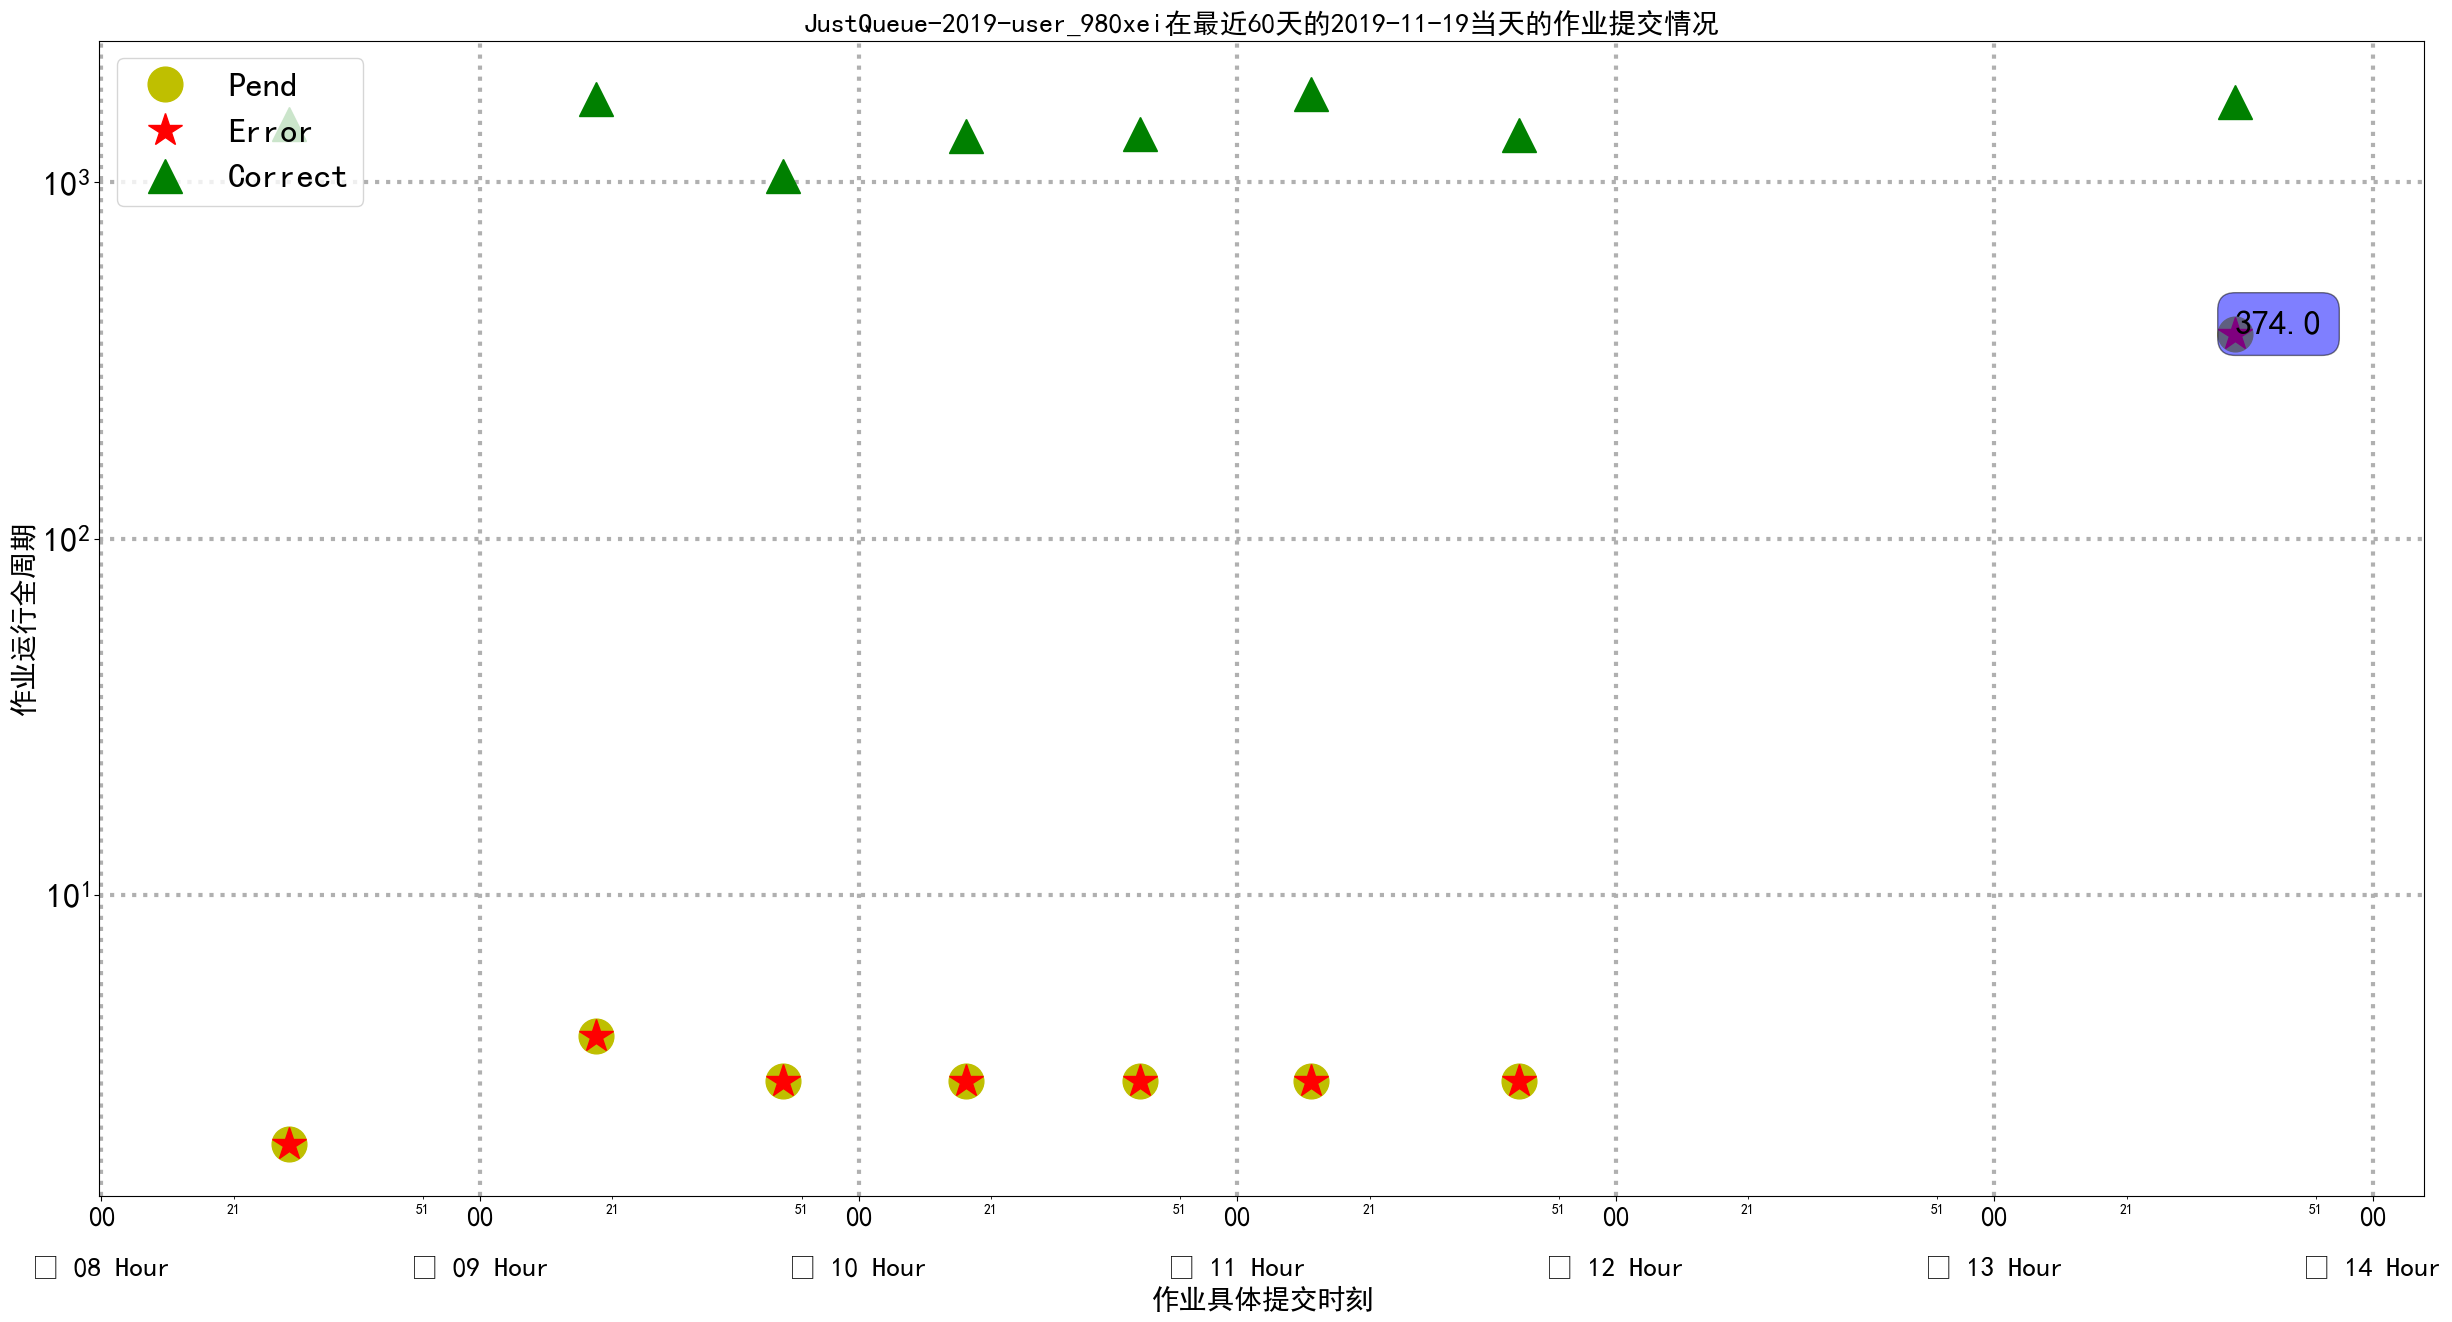 JustQueue-2019-user_980xei在最近60天的2019-11-19当天的作业提交情况
Pend
Error
Correct
10³
10²
10¹
作业运行全周期
374.0
00 21 51 00 21 51 00 21 51 00 21 51 00 21 51 00 21 51 00
08 Hour 09 Hour 10 Hour 11 Hour 12 Hour 13 Hour 14 Hour
作业具体提交时刻